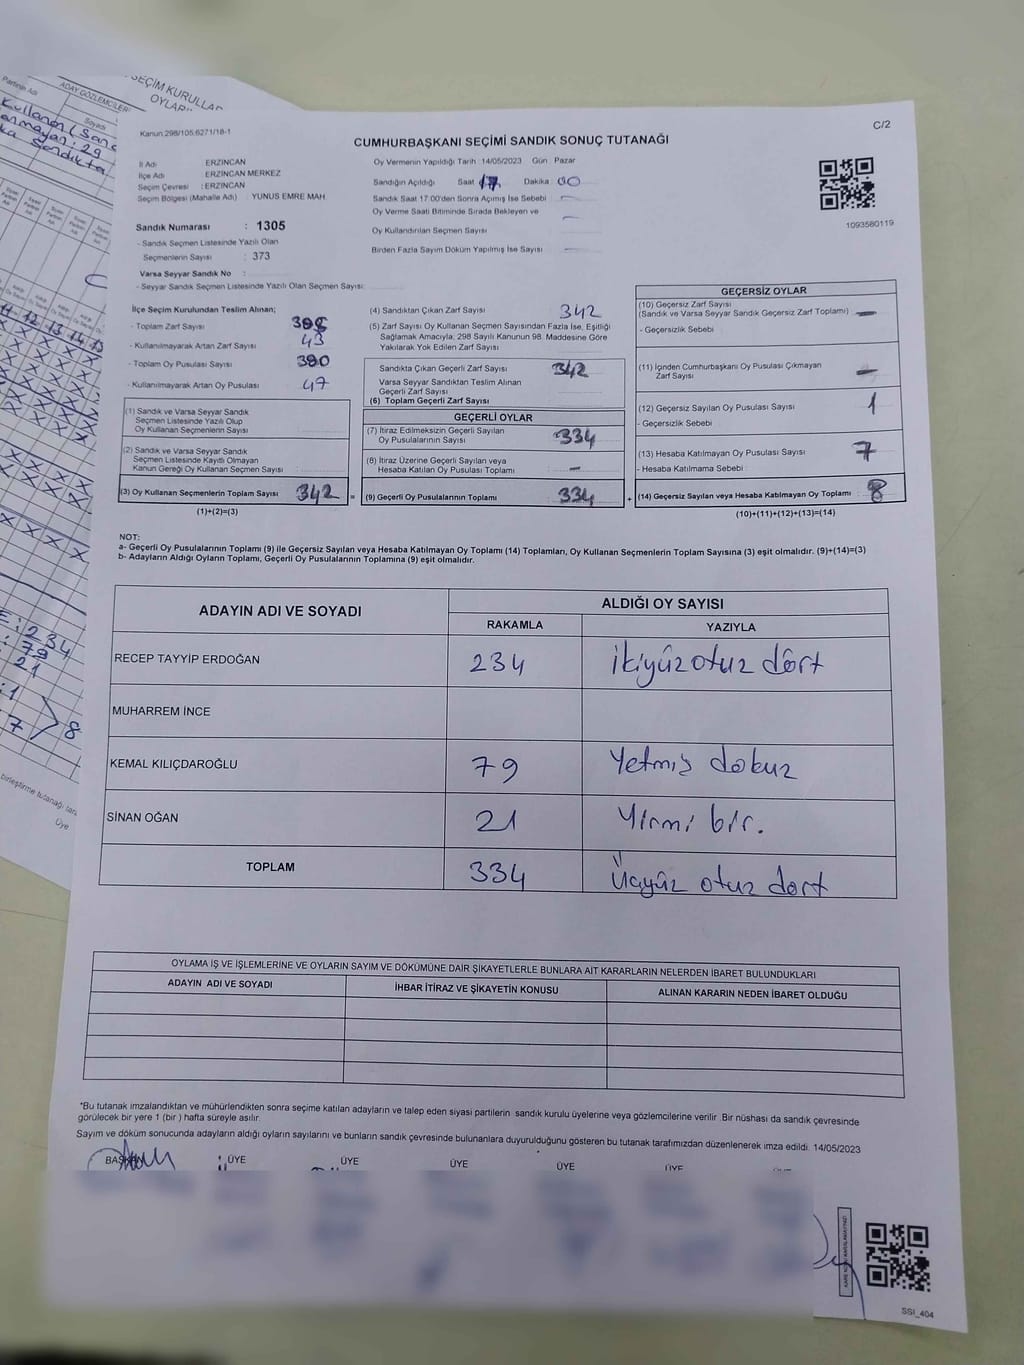 SEÇİM KURULLAR
OYLAR
Partinin Adı
ADAY GÖZLEMCİLERİ
Soyadı
Kullanan (San
anmayan: 29
ka sandıkta
11 12 13 14 15
: 234
: 79
21
:1
7 > 8
birleştirme tutanağı
Üye
Kanun.298/105.6271/18-1
CUMHURBAŞKANI SEÇİMİ SANDIK SONUÇ TUTANAĞI
C/2
İl Adı : ERZİNCAN
İlçe Adı : ERZİNCAN MERKEZ
Seçim Çevresi : ERZİNCAN
Seçim Bölgesi (Mahalle Adı) : YUNUS EMRE MAH
Oy Vermenin Yapıldığı Tarih 14/05/2023 Gün Pazar
Sandığın Açıldığı Saat 17 Dakika 00
Sandık Saat 17:00'den Sonra Açımış İse Sebebi
Oy Verme Saati Bitiminde Sırada Bekleyen ve
Oy Kullandırılan Seçmen Sayısı
Birden Fazla Sayım Döküm Yapılmış İse Sayısı
1093580119
Sandık Numarası : 1305
- Sandık Seçmen Listesinde Yazılı Olan
Seçmenlerin Sayısı : 373
Varsa Seyyar Sandık No :
- Seyyar Sandık Seçmen Listesinde Yazılı Olan Seçmen Sayısı:
İlçe Seçim Kurulundan Teslim Alınan;
- Toplam Zarf Sayısı
- Kullanılmayarak Artan Zarf Sayısı 43
- Toplam Oy Pusulası Sayısı 390
- Kullanılmayarak Artan Oy Pusulası 47
(1) Sandık ve Varsa Seyyar Sandık
Seçmen Listesinde Yazılı Olup
Oy Kullanan Seçmenlerin Sayısı
(2) Sandık ve Varsa Seyyar Sandık
Seçmen Listesinde Kayıtlı Olmayan
Kanun Gereği Oy Kullanan Seçmen Sayısı
(3) Oy Kullanan Seçmenlerin Toplam Sayısı 342 =
(1)+(2)=(3)
(4) Sandıktan Çıkan Zarf Sayısı 342
(5) Zarf Sayısı Oy Kullanan Seçmen Sayısından Fazla İse, Eşitliği
Sağlamak Amacıyla; 298 Sayılı Kanunun 98. Maddesine Göre
Yakılarak Yok Edilen Zarf Sayısı
Sandıkta Çıkan Geçerli Zarf Sayısı 342
Varsa Seyyar Sandıktan Teslim Alınan
Geçerli Zarf Sayısı
(6) Toplam Geçerli Zarf Sayısı
GEÇERLİ OYLAR
(7) İtiraz Edilmeksizin Geçerli Sayılan
Oy Pusulalarının Sayısı 334
(8) İtiraz Üzerine Geçerli Sayılan veya
Hesaba Katılan Oy Pusulası Toplamı —
(9) Geçerli Oy Pusulalarının Toplamı 334 +
GEÇERSİZ OYLAR
(10) Geçersiz Zarf Sayısı
(Sandık ve Varsa Seyyar Sandık Geçersiz Zarf Toplamı) —
- Geçersizlik Sebebi
(11) İçinden Cumhurbaşkanı Oy Pusulası Çıkmayan
Zarf Sayısı —
(12) Geçersiz Sayılan Oy Pusulası Sayısı 1
- Geçersizlik Sebebi :
(13) Hesaba Katılmayan Oy Pusulası Sayısı 7
- Hesaba Katılmama Sebebi
(14) Geçersiz Sayılan veya Hesaba Katılmayan Oy Toplamı 8
(10)+(11)+(12)+(13)=(14)
NOT:
a- Geçerli Oy Pusulalarının Toplamı (9) ile Geçersiz Sayılan veya Hesaba Katılmayan Oy Toplamı (14) Toplamları, Oy Kullanan Seçmenlerin Toplam Sayısına (3) eşit olmalıdır. (9)+(14)=(3)
b- Adayların Aldığı Oyların Toplamı, Geçerli Oy Pusulalarının Toplamına (9) eşit olmalıdır.
ADAYIN ADI VE SOYADI
ALDIĞI OY SAYISI
RAKAMLA YAZIYLA
RECEP TAYYİP ERDOĞAN 234 ikiyüz otuz dört
MUHARREM İNCE
KEMAL KILIÇDAROĞLU 79 Yetmiş dokuz
SİNAN OĞAN 21 Yirmi bir.
TOPLAM 334 Üçyüz otuz dort
OYLAMA İŞ VE İŞLEMLERİNE VE OYLARIN SAYIM VE DÖKÜMÜNE DAİR ŞİKAYETLERLE BUNLARA AİT KARARLARIN NELERDEN İBARET BULUNDUKLARI
ADAYIN ADI VE SOYADI İHBAR İTİRAZ VE ŞİKAYETİN KONUSU ALINAN KARARIN NEDEN İBARET OLDUĞU
*Bu tutanak imzalandıktan ve mühürlendikten sonra seçime katılan adayların ve talep eden siyasi partilerin sandık kurulu üyelerine veya gözlemcilerine verilir. Bir nüshası da sandık çevresinde
görülecek bir yere 1 (bir ) hafta süreyle asılır.
Sayım ve döküm sonucunda adayların aldığı oyların sayılarını ve bunların sandık çevresinde bulunanlara duyurulduğunu gösteren bu tutanak tarafımızdan düzenlenerek imza edildi. 14/05/2023
BAŞKAN ÜYE ÜYE ÜYE ÜYE ÜYE
SSI_404